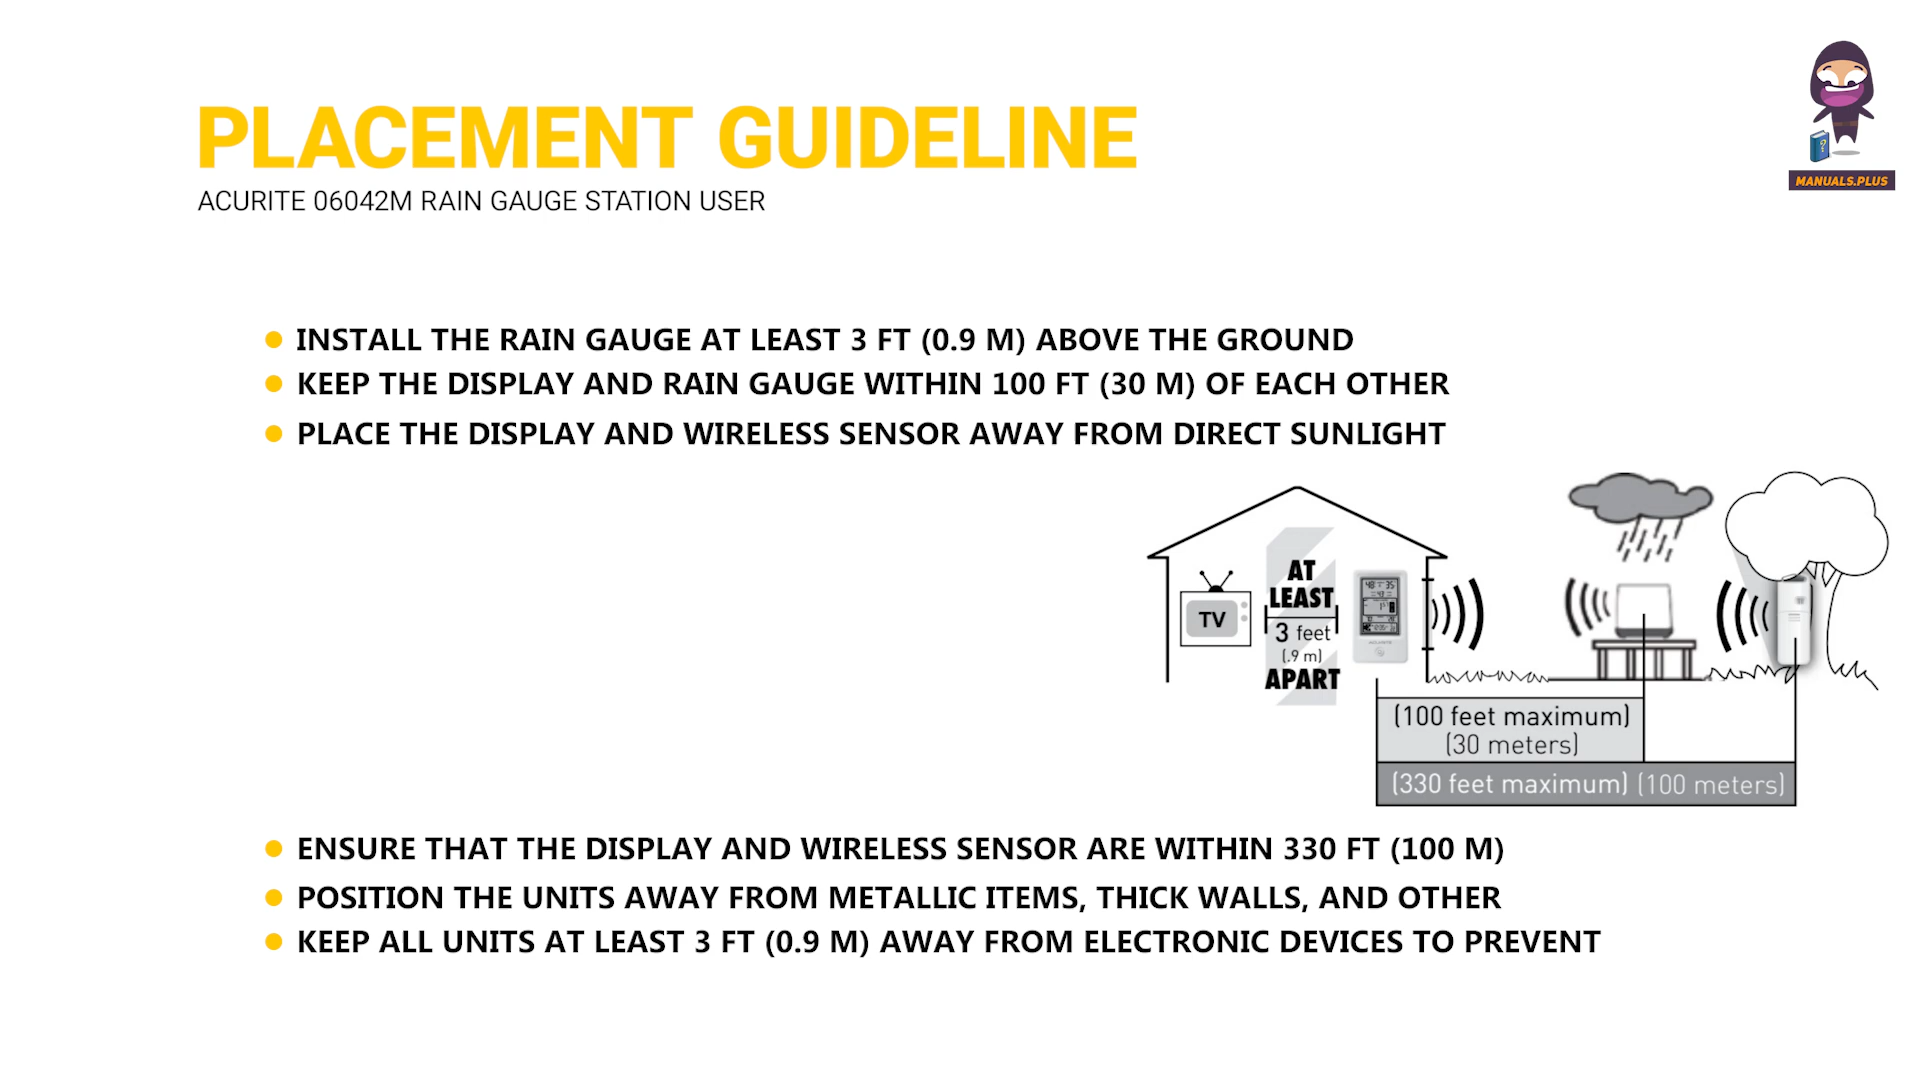 MANUALS.PLUS
PLACEMENT GUIDELINE
ACURITE 06042M RAIN GAUGE STATION USER
INSTALL THE RAIN GAUGE AT LEAST 3 FT (0.9 M) ABOVE THE GROUND
KEEP THE DISPLAY AND RAIN GAUGE WITHIN 100 FT (30 M) OF EACH OTHER
PLACE THE DISPLAY AND WIRELESS SENSOR AWAY FROM DIRECT SUNLIGHT
TV
AT
LEAST
3 feet
(.9 m)
APART
(100 feet maximum)
(30 meters)
(330 feet maximum) (100 meters)
ENSURE THAT THE DISPLAY AND WIRELESS SENSOR ARE WITHIN 330 FT (100 M)
POSITION THE UNITS AWAY FROM METALLIC ITEMS, THICK WALLS, AND OTHER
KEEP ALL UNITS AT LEAST 3 FT (0.9 M) AWAY FROM ELECTRONIC DEVICES TO PREVENT